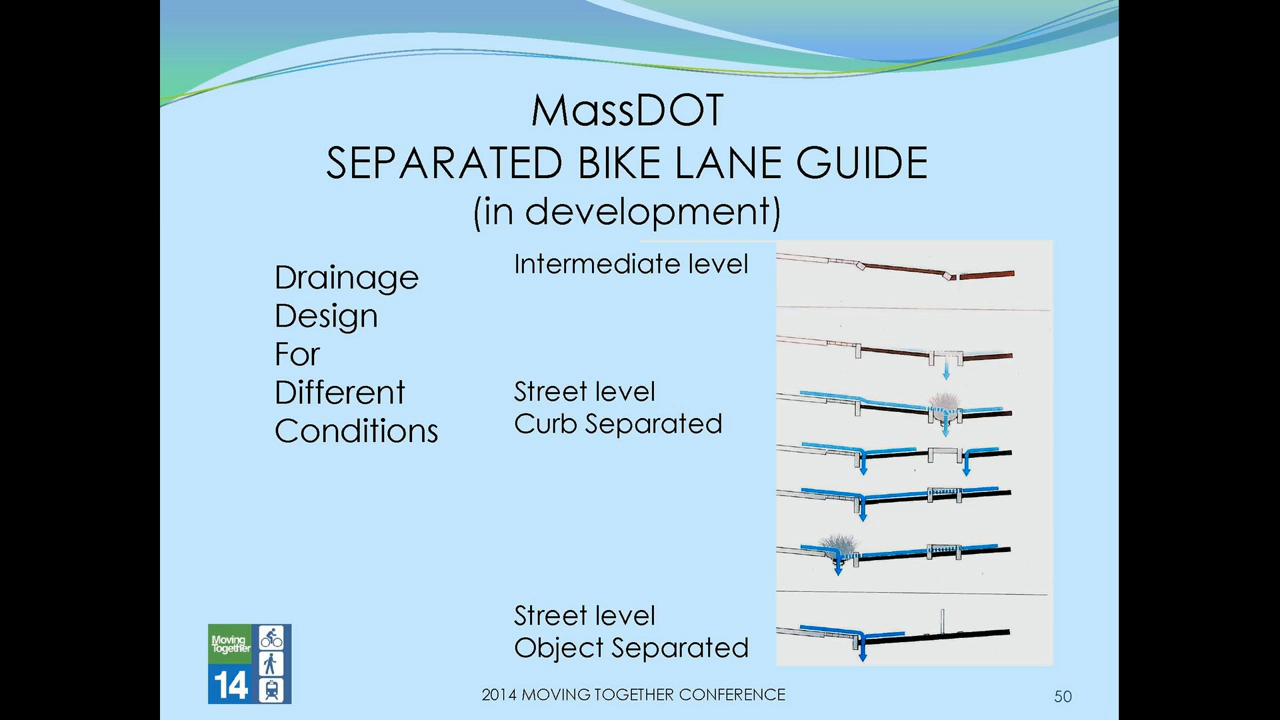 MassDOT
SEPARATED BIKE LANE GUIDE
(in development)
Drainage
Design
For
Different
Conditions
Intermediate level
Street level
Curb Separated
Street level
Object Separated
Moving
Together
14
2014 MOVING TOGETHER CONFERENCE
50